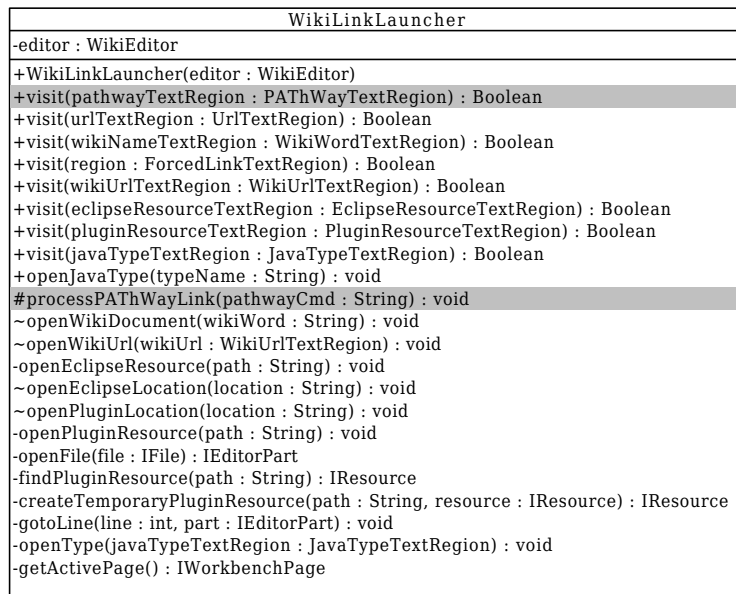 WikiLinkLauncher
-editor : WikiEditor
+WikiLinkLauncher(editor : WikiEditor)
+visit(pathwayTextRegion : PAThWayTextRegion) : Boolean
+visit(urlTextRegion : UrlTextRegion) : Boolean
+visit(wikiNameTextRegion : WikiWordTextRegion) : Boolean
+visit(region : ForcedLinkTextRegion) : Boolean
+visit(wikiUrlTextRegion : WikiUrlTextRegion) : Boolean
+visit(eclipseResourceTextRegion : EclipseResourceTextRegion) : Boolean
+visit(pluginResourceTextRegion : PluginResourceTextRegion) : Boolean
+visit(javaTypeTextRegion : JavaTypeTextRegion) : Boolean
+openJavaType(typeName : String) : void
#processPAThWayLink(pathwayCmd : String) : void
~openWikiDocument(wikiWord : String) : void
~openWikiUrl(wikiUrl : WikiUrlTextRegion) : void
-openEclipseResource(path : String) : void
~openEclipseLocation(location : String) : void
~openPluginLocation(location : String) : void
-openPluginResource(path : String) : void
-openFile(file : IFile) : IEditorPart
-findPluginResource(path : String) : IResource
-createTemporaryPluginResource(path : String, resource : IResource) : IResource
-gotoLine(line : int, part : IEditorPart) : void
-openType(javaTypeTextRegion : JavaTypeTextRegion) : void
-getActivePage() : IWorkbenchPage